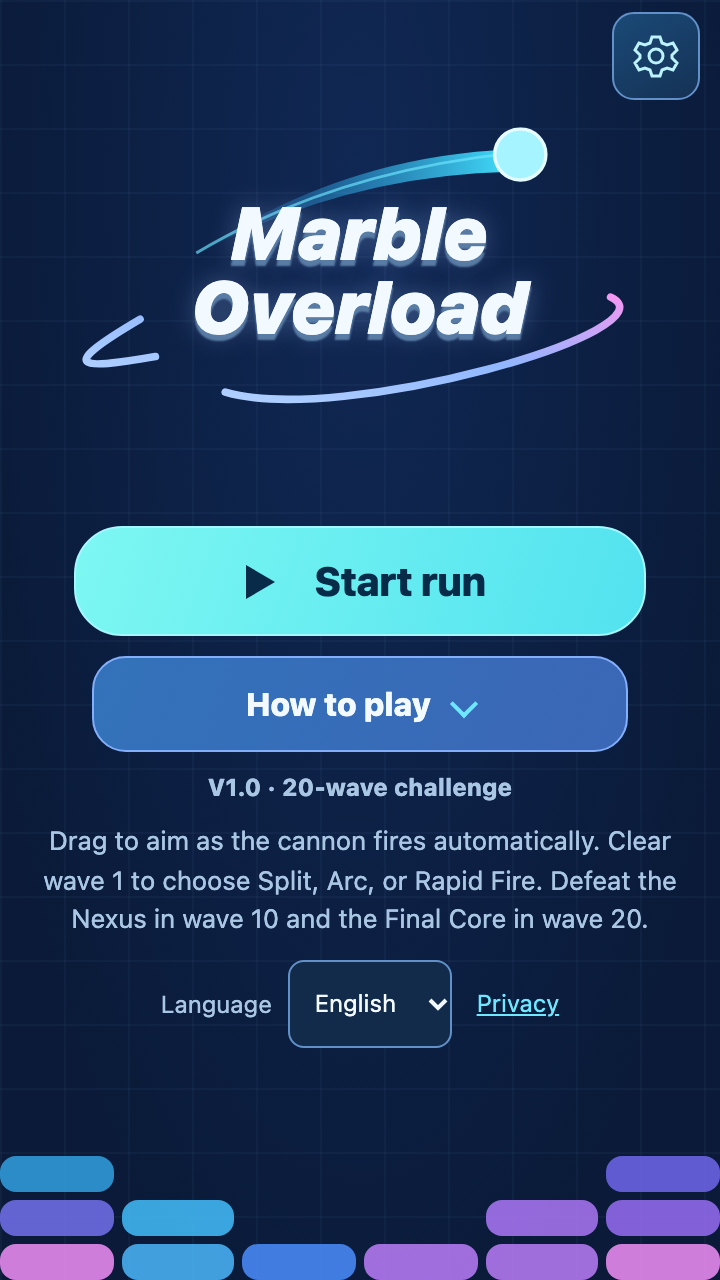 Marble
Overload
Start run
How to play
V1.0 · 20-wave challenge
Drag to aim as the cannon fires automatically. Clear
wave 1 to choose Split, Arc, or Rapid Fire. Defeat the
Nexus in wave 10 and the Final Core in wave 20.
Language English Privacy